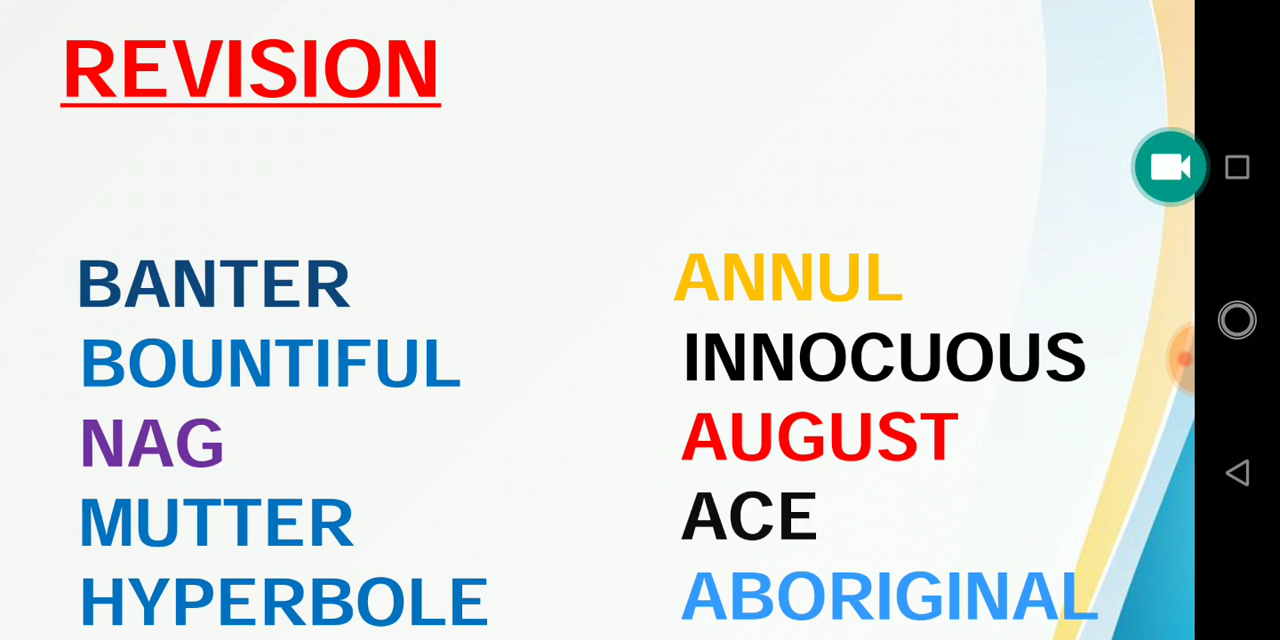 REVISION
BANTER
BOUNTIFUL
NAG
MUTTER
HYPERBOLE
ANNUL
INNOCUOUS
AUGUST
ACE
ABORIGINAL